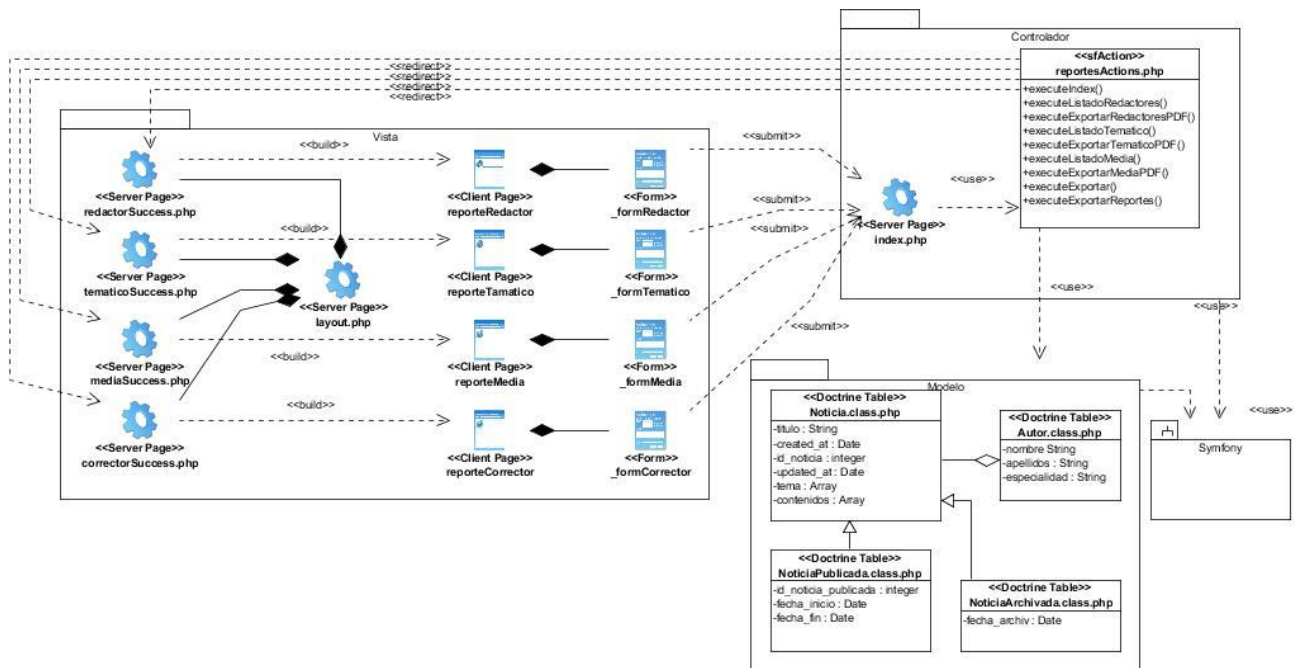 Controlador
<<sfAction>>
reportesActions.php
+executeIndex()
+executeListadoRedactores()
+executeExportarRedactoresPDF()
+executeListadoTematico()
+executeExportarTematicoPDF()
+executeListadoMedia()
+executeExportarMediaPDF()
+executeExportar()
+executeExportarReportes()
<<redirect>>
<<redirect>>
<<redirect>>
<<redirect>>
Vista
<<build>>
<<submit>>
<<Server Page>>
redactorSuccess.php
<<Client Page>>
reporteRedactor
<<Form>>
_formRedactor
<<use>>
<<Server Page>>
index.php
<<build>>
<<submit>>
<<submit>>
<<Server Page>>
tematicoSuccess.php
<<Server Page>>
layout.php
<<Client Page>>
reporteTamatico
<<Form>>
_formTematico
<<use>>
<<use>>
<<submit>>
<<build>>
<<Server Page>>
mediaSuccess.php
<<Client Page>>
reporteMedia
<<Form>>
_formMedia
<<build>>
<<Server Page>>
correctorSuccess.php
<<Client Page>>
reporteCorrector
<<Form>>
_formCorrector
Modelo
<<Doctrine Table>>
Noticia.class.php
-titulo : String
-created_at : Date
-id_noticia : integer
-updated_at : Date
-tema : Array
-contenidos : Array
<<Doctrine Table>>
Autor.class.php
-nombre String
-apellidos : String
-especialidad : String
<<use>>
Symfony
<<Doctrine Table>>
NoticiaPublicada.class.php
-id_noticia_publicada : integer
-fecha_inicio : Date
-fecha_fin : Date
<<Doctrine Table>>
NoticiaArchivada.class.php
-fecha_archiv : Date